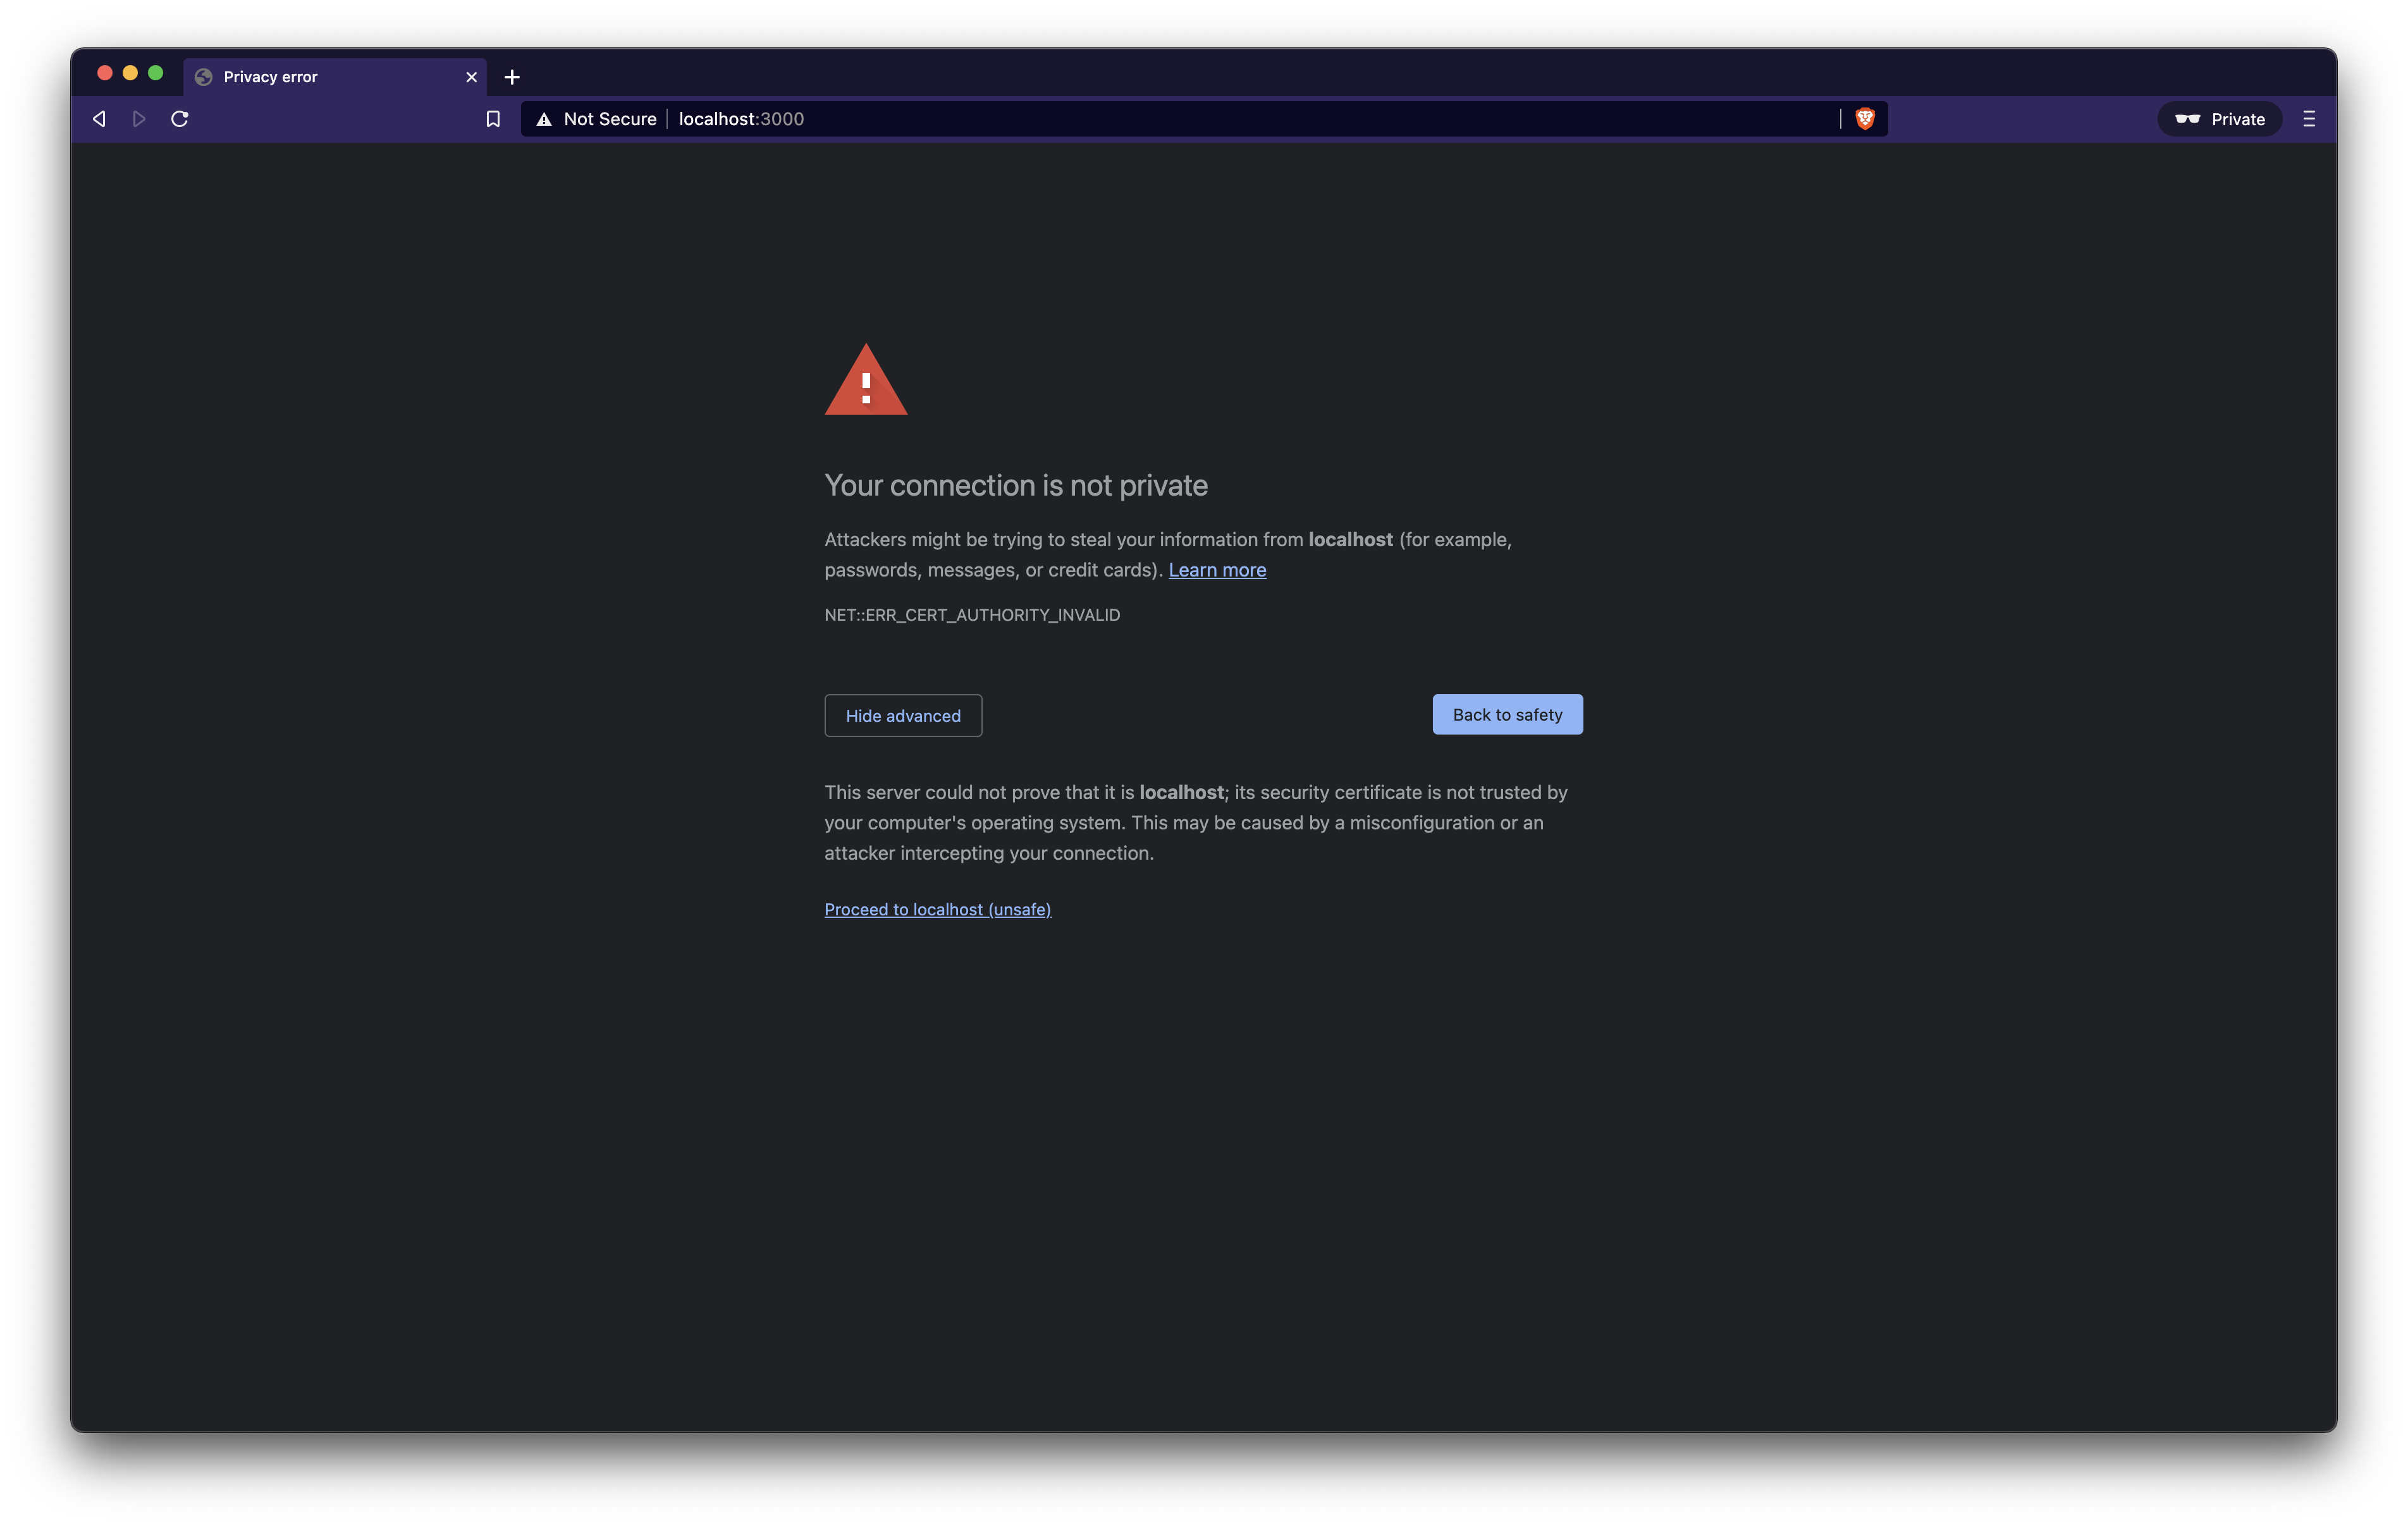 Privacy error
Not Secure localhost:3000 Private
Your connection is not private
Attackers might be trying to steal your information from localhost (for example,
passwords, messages, or credit cards). Learn more
NET::ERR_CERT_AUTHORITY_INVALID
Hide advanced Back to safety
This server could not prove that it is localhost; its security certificate is not trusted by
your computer's operating system. This may be caused by a misconfiguration or an
attacker intercepting your connection.
Proceed to localhost (unsafe)